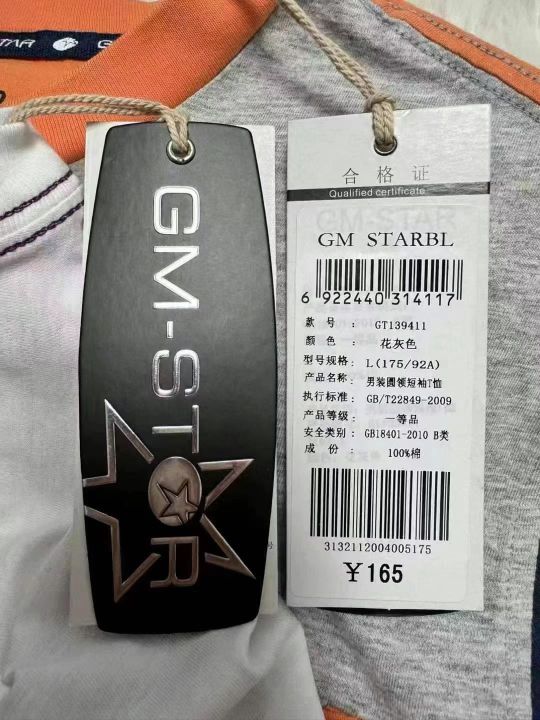 STAR
G
GM-STAR
合格证
Qualified certificate
GM STARBL
6 922440 314117
款号: GT139411
颜色: 花灰色
型号规格: L(175/92A)
产品名称: 男装圆领短袖T恤
执行标准: GB/T22849-2009
产品等级: 一等品
安全类别: GB18401-2010 B类
成份: 100%棉
3132112004005175
¥165
号